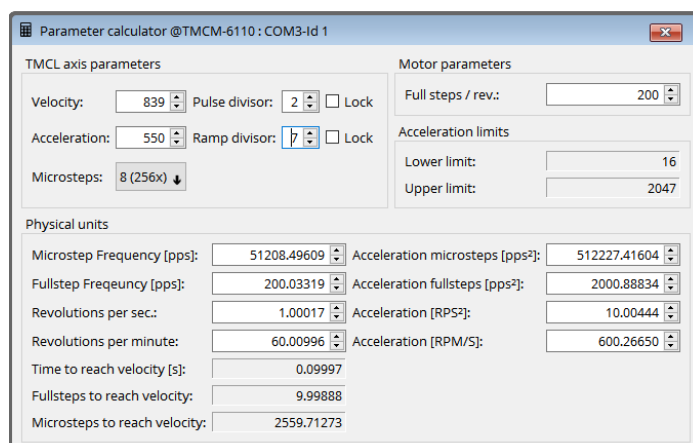 Parameter calculator @TMCM-6110 : COM3-Id 1
TMCL axis parameters
Velocity: 839 Pulse divisor: 2 Lock
Acceleration: 550 Ramp divisor: 7 Lock
Microsteps: 8 (256x)
Motor parameters
Full steps / rev.: 200
Acceleration limits
Lower limit: 16
Upper limit: 2047
Physical units
Microstep Frequency [pps]: 51208.49609 Acceleration microsteps [pps²]: 512227.41604
Fullstep Freqeuncy [pps]: 200.03319 Acceleration fullsteps [pps²]: 2000.88834
Revolutions per sec.: 1.00017 Acceleration [RPS²]: 10.00444
Revolutions per minute: 60.00996 Acceleration [RPM/S]: 600.26650
Time to reach velocity [s]: 0.09997
Fullsteps to reach velocity: 9.99888
Microsteps to reach velocity: 2559.71273